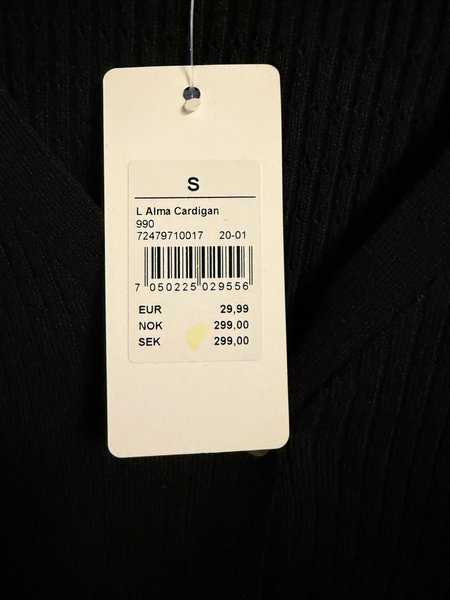 S
L Alma Cardigan
990
72479710017 20-01
7 050225 029556
EUR 29,99
NOK 299,00
SEK 299,00